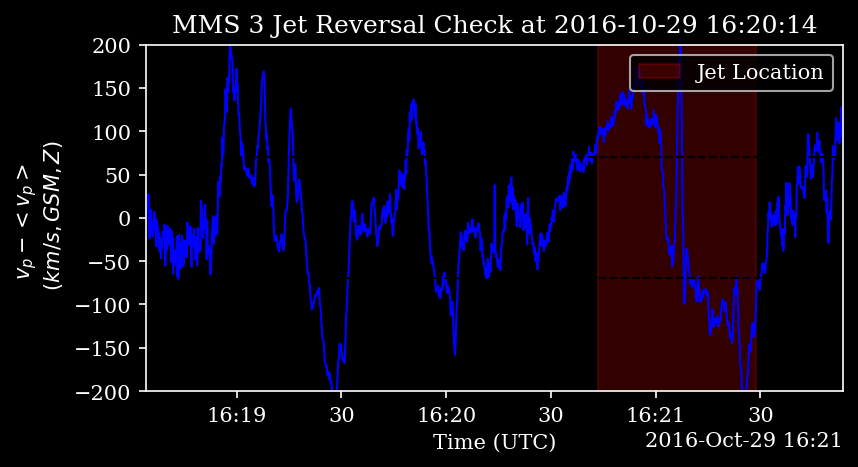 MMS 3 Jet Reversal Check at 2016-10-29 16:20:14
Jet Location
200
150
100
50
0
−50
−100
−150
−200
v_p − < v_p >
(km/s, GSM, Z)
16:19 30 16:20 30 16:21 30
Time (UTC)
2016-Oct-29 16:21